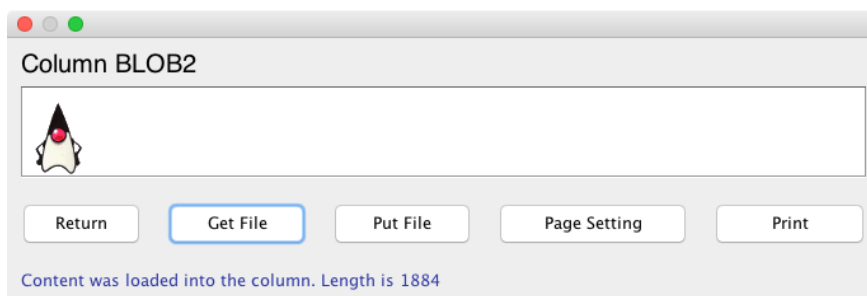 Column BLOB2
Return Get File Put File Page Setting Print
Content was loaded into the column. Length is 1884